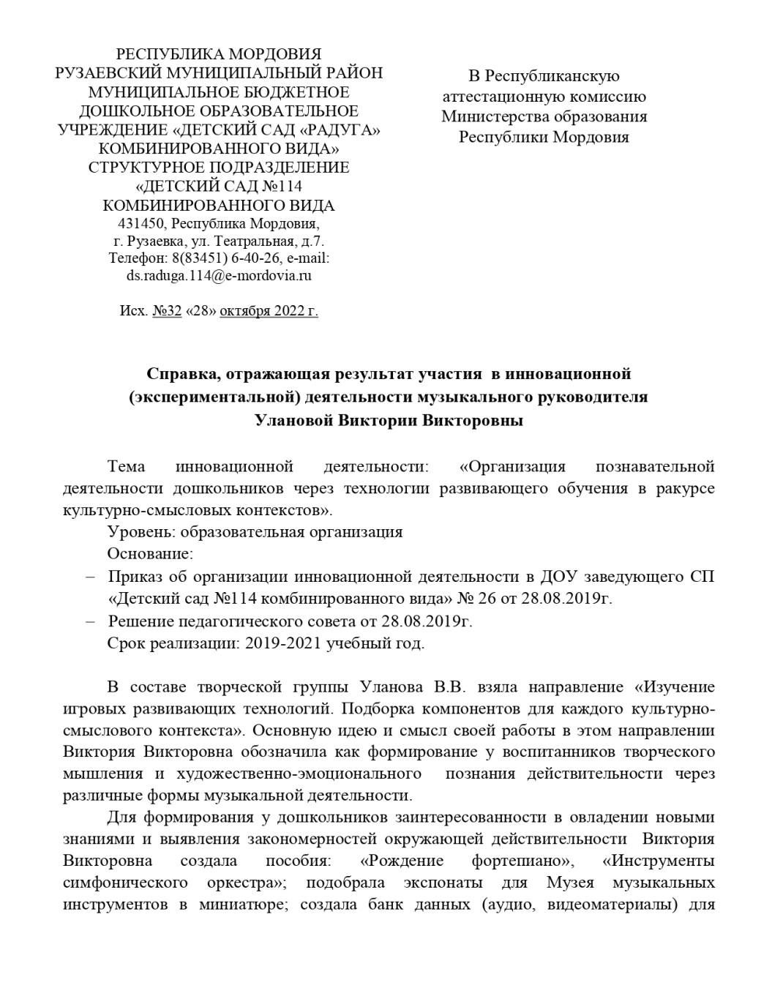 РЕСПУБЛИКА МОРДОВИЯ
РУЗАЕВСКИЙ МУНИЦИПАЛЬНЫЙ РАЙОН
МУНИЦИПАЛЬНОЕ БЮДЖЕТНОЕ
ДОШКОЛЬНОЕ ОБРАЗОВАТЕЛЬНОЕ
УЧРЕЖДЕНИЕ «ДЕТСКИЙ САД «РАДУГА»
КОМБИНИРОВАННОГО ВИДА»
СТРУКТУРНОЕ ПОДРАЗДЕЛЕНИЕ
«ДЕТСКИЙ САД №114
КОМБИНИРОВАННОГО ВИДА
431450, Республика Мордовия,
г. Рузаевка, ул. Театральная, д.7.
Телефон: 8(83451) 6-40-26, e-mail:
ds.raduga.114@e-mordovia.ru
Исх. №32 «28» октября 2022 г.
В Республиканскую
аттестационную комиссию
Министерства образования
Республики Мордовия
Справка, отражающая результат участия в инновационной
(экспериментальной) деятельности музыкального руководителя
Улановой Виктории Викторовны
Тема инновационной деятельности: «Организация познавательной
деятельности дошкольников через технологии развивающего обучения в ракурсе
культурно-смысловых контекстов».
Уровень: образовательная организация
Основание:
– Приказ об организации инновационной деятельности в ДОУ заведующего СП
«Детский сад №114 комбинированного вида» № 26 от 28.08.2019г.
– Решение педагогического совета от 28.08.2019г.
Срок реализации: 2019-2021 учебный год.
В составе творческой группы Уланова В.В. взяла направление «Изучение
игровых развивающих технологий. Подборка компонентов для каждого культурно-
смыслового контекста». Основную идею и смысл своей работы в этом направлении
Виктория Викторовна обозначила как формирование у воспитанников творческого
мышления и художественно-эмоционального познания действительности через
различные формы музыкальной деятельности.
Для формирования у дошкольников заинтересованности в овладении новыми
знаниями и выявления закономерностей окружающей действительности Виктория
Викторовна создала пособия: «Рождение фортепиано», «Инструменты
симфонического оркестра»; подобрала экспонаты для Музея музыкальных
инструментов в миниатюре; создала банк данных (аудио, видеоматериалы) для